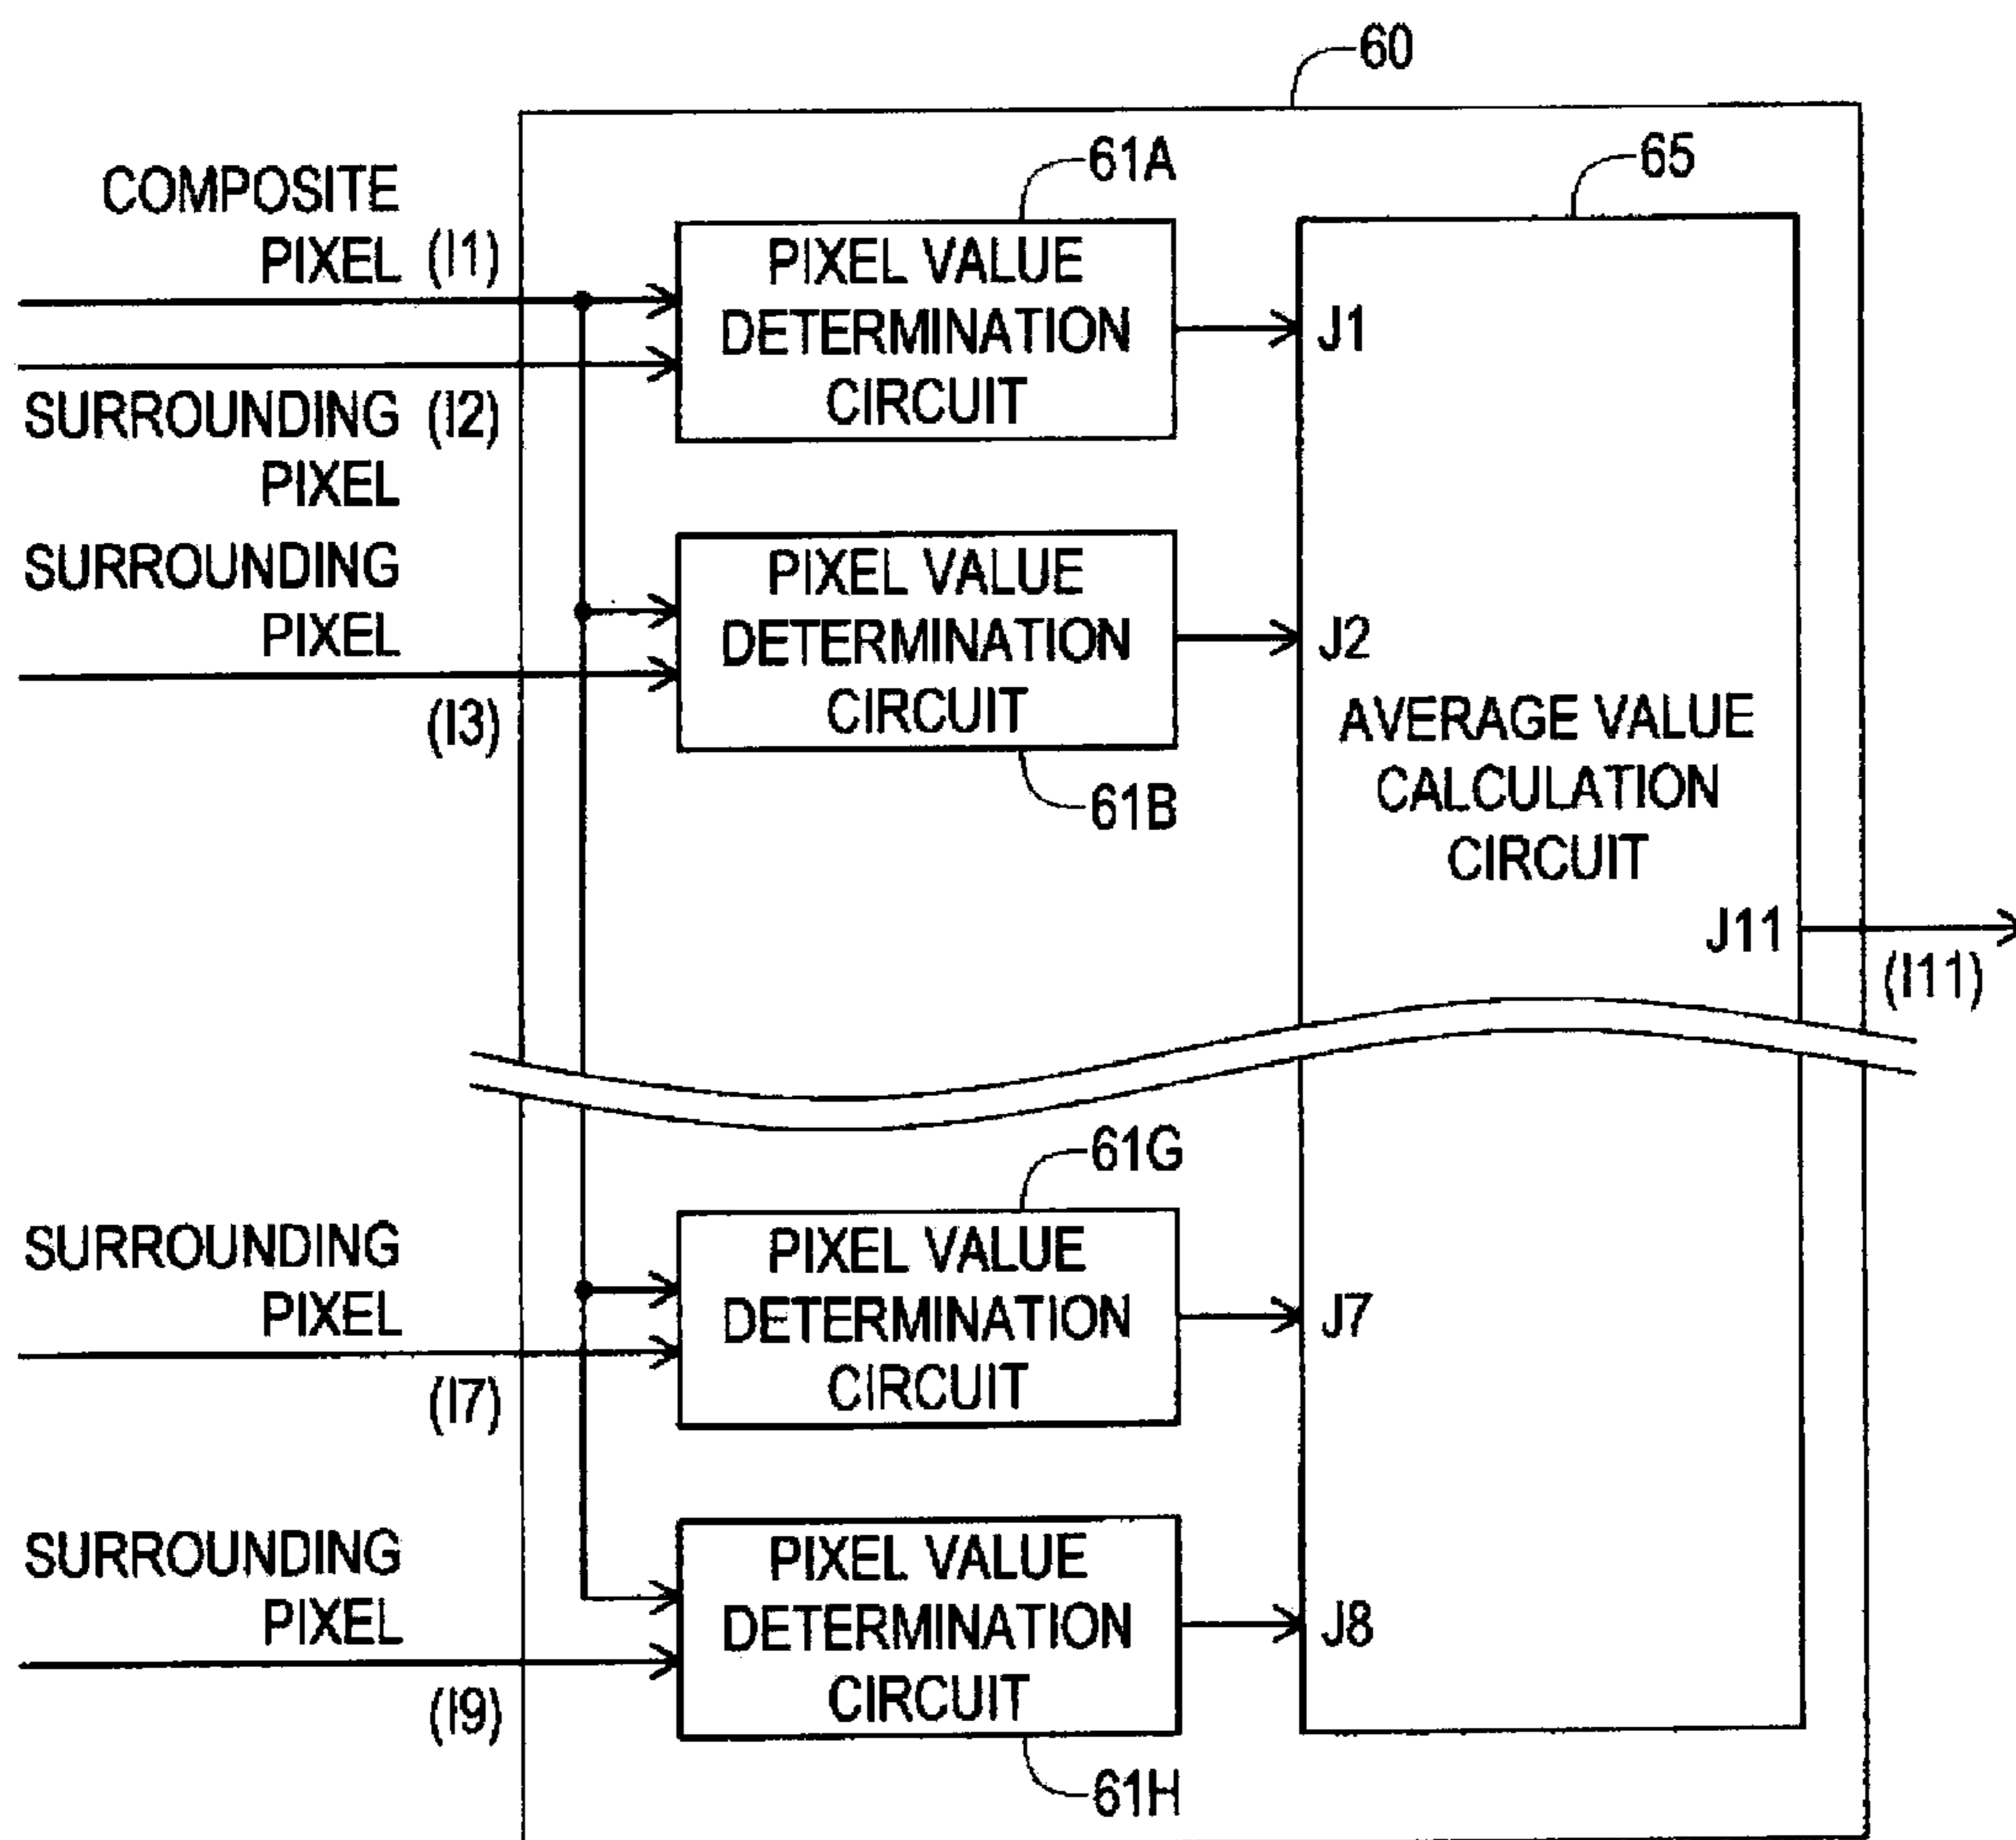 60
61A
65
COMPOSITE
PIXEL (I1)
PIXEL VALUE
DETERMINATION
CIRCUIT
J1
SURROUNDING (I2)
PIXEL
SURROUNDING
PIXEL
(I3)
PIXEL VALUE
DETERMINATION
CIRCUIT
J2
61B
AVERAGE VALUE
CALCULATION
CIRCUIT
J11
(I11)
61G
SURROUNDING
PIXEL
(I7)
PIXEL VALUE
DETERMINATION
CIRCUIT
J7
SURROUNDING
PIXEL
(I9)
PIXEL VALUE
DETERMINATION
CIRCUIT
J8
61H